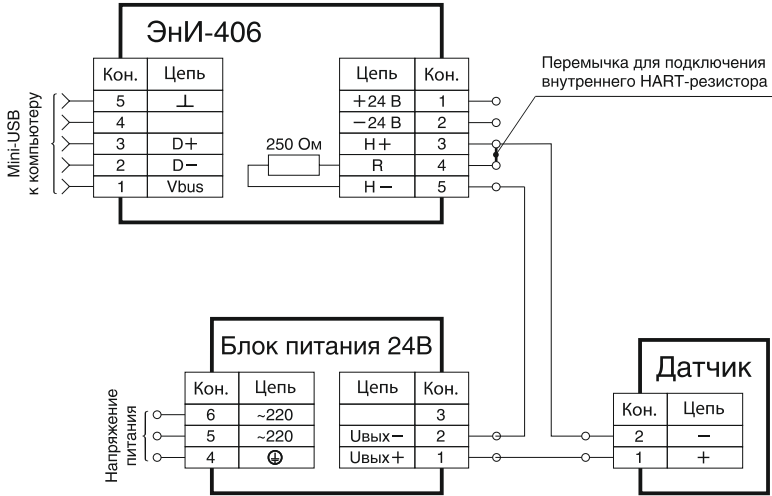 ЭнИ-406
Кон. Цепь
5 ⊥
4
3 D+
2 D−
1 Vbus
Mini-USB
к компьютеру
250 Ом
Цепь Кон.
+24 В 1
−24 В 2
H+ 3
R 4
H− 5
Перемычка для подключения
внутреннего HART-резистора
Блок питания 24В
Кон. Цепь
6 ~220
5 ~220
4
Напряжение
питания
Цепь Кон.
3
Uвых− 2
Uвых+ 1
Датчик
Кон. Цепь
2 −
1 +